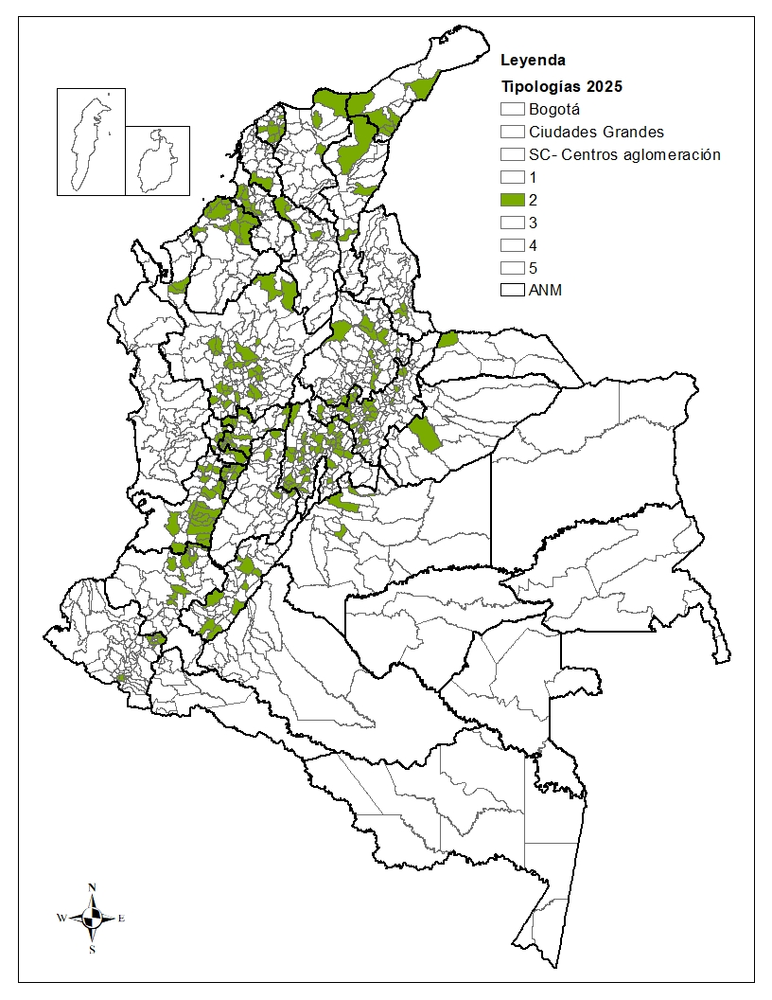 Leyenda
Tipologías 2025
Bogotá
Ciudades Grandes
SC- Centros aglomeración
1
2
3
4
5
ANM
N
W E
S